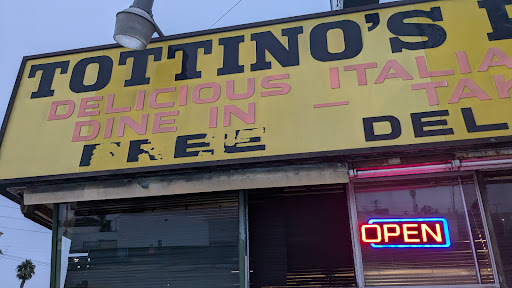 TOTTINO'S
DELICIOUS ITALIA
DINE IN - TAK
FREE DEL
OPEN